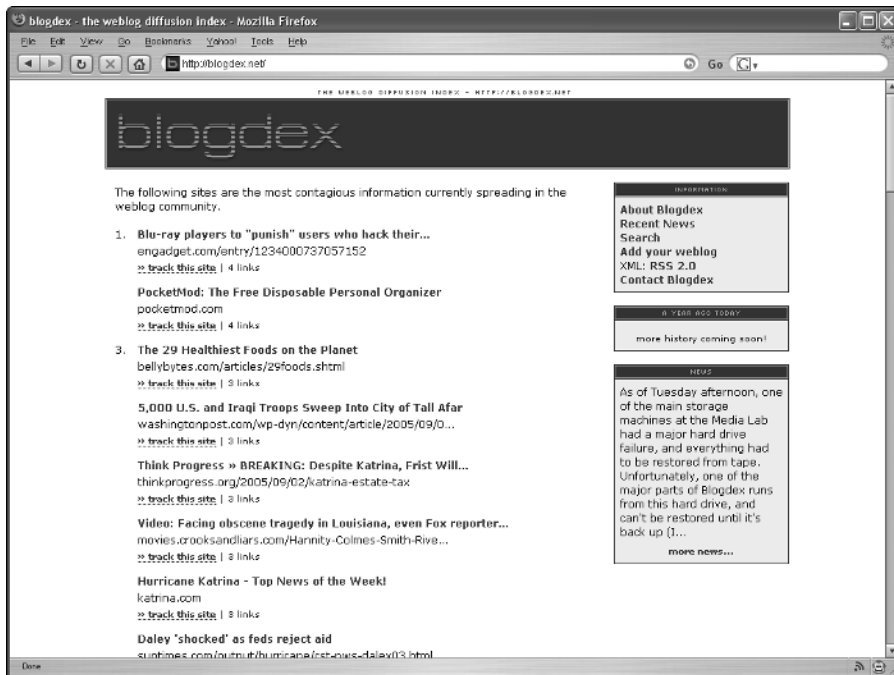 blogdex - the weblog diffusion index - Mozilla Firefox
File Edit View Go Bookmarks Yahoo! Tools Help
http://blogdex.net/
Go
G
THE WEBLOG DIFFUSION INDEX - HTTP://BLOGDEX.NET
blogdex
The following sites are the most contagious information currently spreading in the
weblog community.
1. Blu-ray players to "punish" users who hack their...
engadget.com/entry/1234000737057152
» track this site | 4 links
PocketMod: The Free Disposable Personal Organizer
pocketmod.com
» track this site | 4 links
3. The 29 Healthiest Foods on the Planet
bellybytes.com/articles/29foods.shtml
» track this site | 3 links
5,000 U.S. and Iraqi Troops Sweep Into City of Tall Afar
washingtonpost.com/wp-dyn/content/article/2005/09/0...
» track this site | 3 links
Think Progress » BREAKING: Despite Katrina, Frist Will...
thinkprogress.org/2005/09/02/katrina-estate-tax
» track this site | 3 links
Video: Facing obscene tragedy in Louisiana, even Fox reporter...
movies.crooksandliars.com/Hannity-Colmes-Smith-Rive...
» track this site | 3 links
Hurricane Katrina - Top News of the Week!
katrina.com
» track this site | 3 links
Daley 'shocked' as feds reject aid
suntimes.com/output/hurricane/cst-nws-daley03.html
INFORMATION
About Blogdex
Recent News
Search
Add your weblog
XML: RSS 2.0
Contact Blogdex
A YEAR AGO TODAY
more history coming soon!
NEWS
As of Tuesday afternoon, one
of the main storage
machines at the Media Lab
had a major hard drive
failure, and everything had
to be restored from tape.
Unfortunately, one of the
major parts of Blogdex runs
from this hard drive, and
can't be restored until it's
back up (I...
more news...
Done